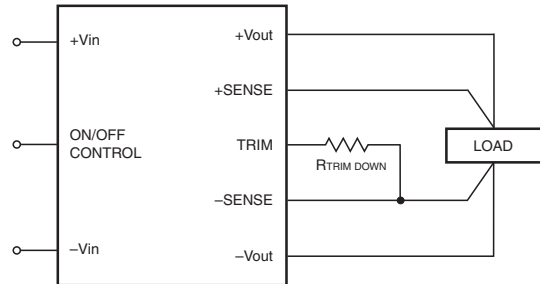 +Vin
ON/OFF
CONTROL
–Vin
+Vout
+SENSE
TRIM
–SENSE
–Vout
RTRIM DOWN
LOAD